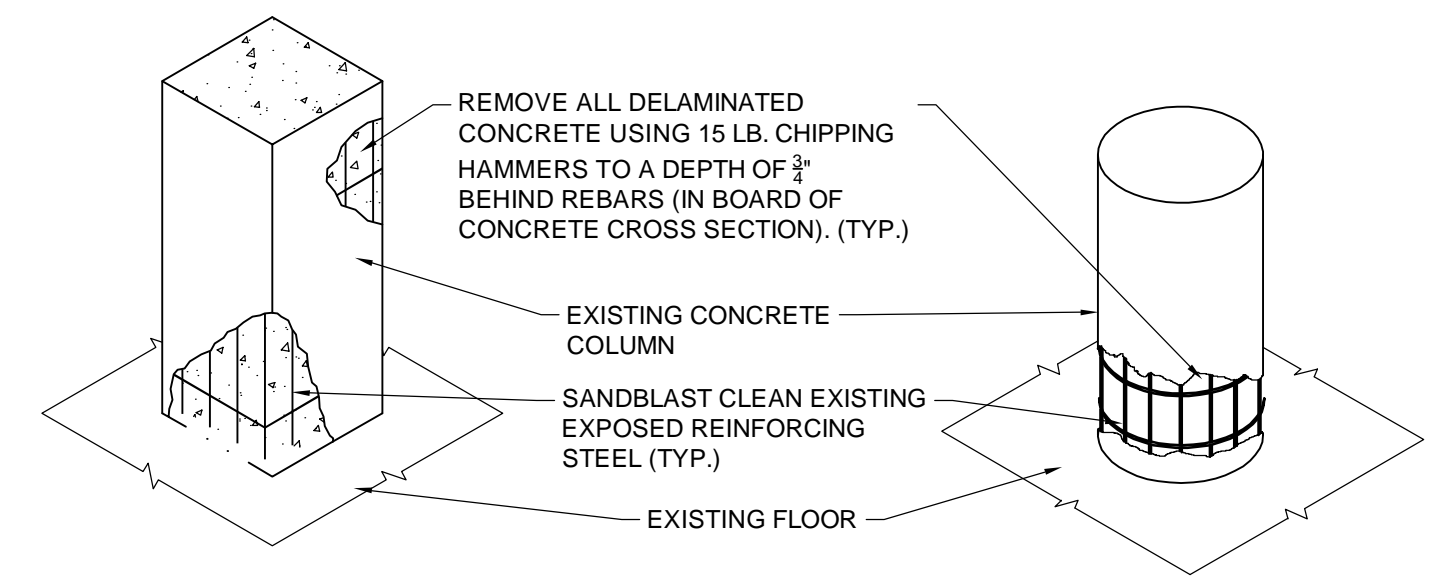 REMOVE ALL DELAMINATED
CONCRETE USING 15 LB. CHIPPING
HAMMERS TO A DEPTH OF 3/4"
BEHIND REBARS (IN BOARD OF
CONCRETE CROSS SECTION). (TYP.)
EXISTING CONCRETE
COLUMN
SANDBLAST CLEAN EXISTING
EXPOSED REINFORCING
STEEL (TYP.)
EXISTING FLOOR